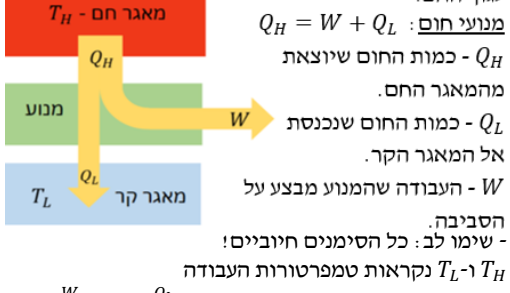 מאגר חם - T_H
Q_H
מנוע
W
Q_L
מאגר קר
T_L
מנועי חום: Q_H = W + Q_L
Q_H - כמות החום שיוצאת
מהמאגר החם.
Q_L - כמות החום שנכנסת
אל המאגר הקר.
W - העבודה שהמנוע מבצע על
הסביבה.
- שימו לב: כל הסימנים חיוביים!
T_H ו-T_L נקראות טמפרטורות העבודה